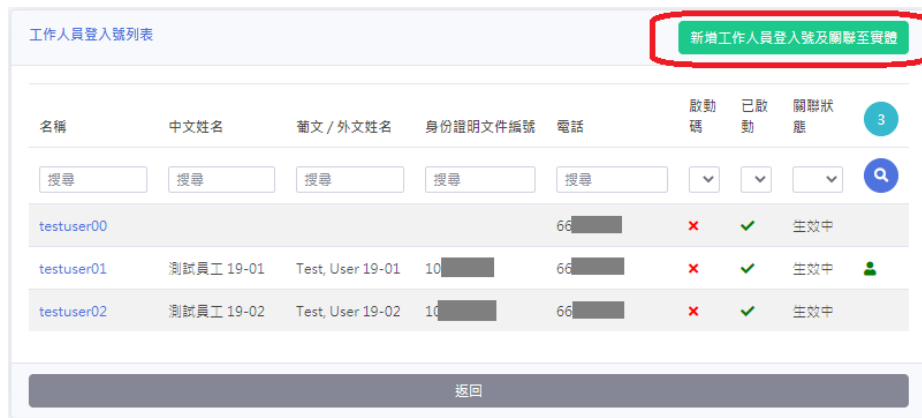 工作人員登入號列表
新增工作人員登入號及關聯至實體
名稱 中文姓名 葡文 / 外文姓名 身份證明文件編號 電話 啟動碼 已啟動 關聯狀態 3
搜尋 搜尋 搜尋 搜尋 搜尋
testuser00 66 生效中
testuser01 測試員工 19-01 Test, User 19-01 10 66 生效中
testuser02 測試員工 19-02 Test, User 19-02 10 66 生效中
返回